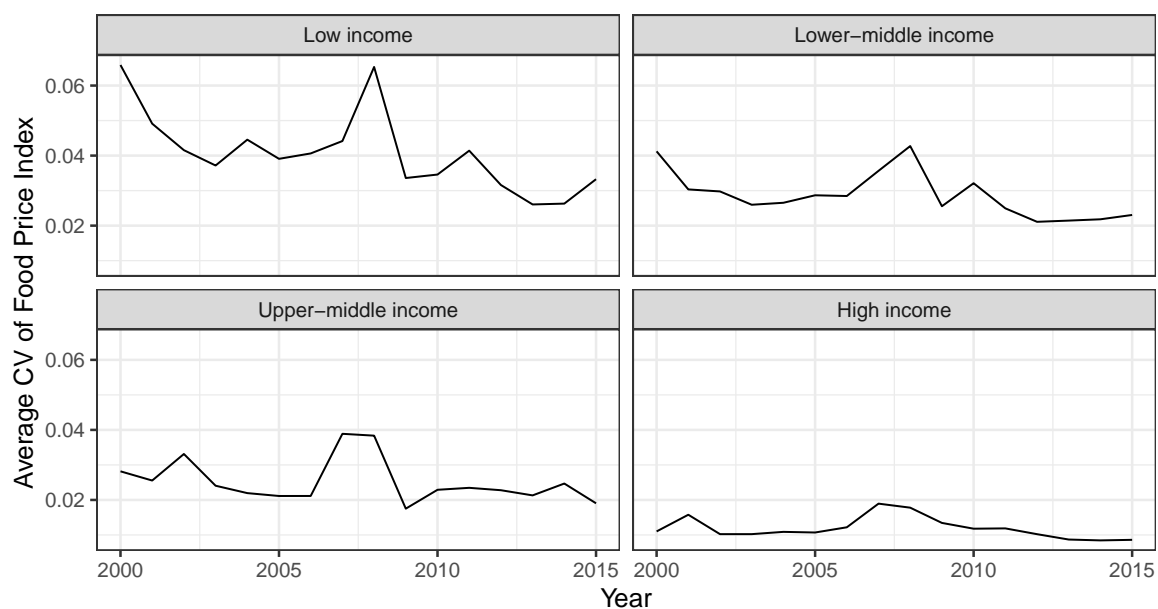 Low income
Lower−middle income
0.06
0.04
0.02
Upper−middle income
High income
0.06
0.04
0.02
2000
2005
2010
2015
2000
2005
2010
2015
Year
Average CV of Food Price Index